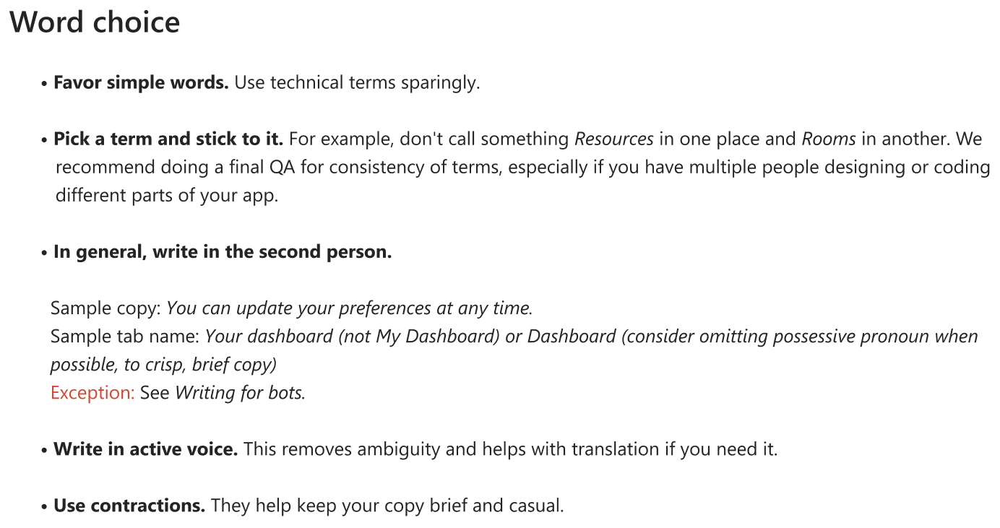 Word choice
• Favor simple words. Use technical terms sparingly.
• Pick a term and stick to it. For example, don't call something Resources in one place and Rooms in another. We
recommend doing a final QA for consistency of terms, especially if you have multiple people designing or coding
different parts of your app.
• In general, write in the second person.
Sample copy: You can update your preferences at any time.
Sample tab name: Your dashboard (not My Dashboard) or Dashboard (consider omitting possessive pronoun when
possible, to crisp, brief copy)
Exception: See Writing for bots.
• Write in active voice. This removes ambiguity and helps with translation if you need it.
• Use contractions. They help keep your copy brief and casual.